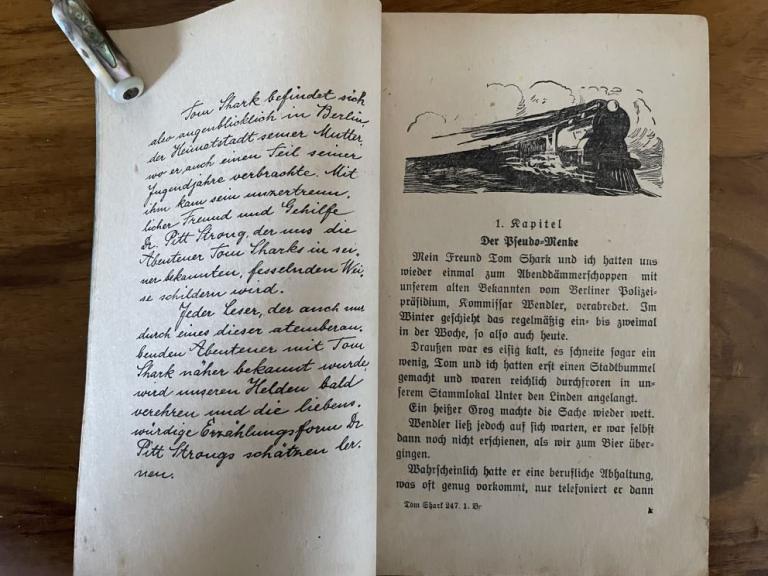 Tom Shark befindet sich
also augenblicklich in Berlin,
der Heimatstadt seiner Mutter,
wo er auch einen Teil seiner
Jugendjahre verbrachte. Mit
ihm kam sein unzertrenn-
licher Freund und Gehilfe
Dr. Pitt Strong, der uns die
Abenteuer Tom Sharks in sei-
ner bekannten, fesselnden Wei-
se schildern wird.
Jeder Leser, der auch nur
durch eines dieser atemberau-
benden Abenteuer mit Tom
Shark näher bekannt wurde,
wird unseren Helden bald
verehren und die liebens-
würdige Erzählungsform Dr.
Pitt Strongs schätzen ler-
nen.
1. Kapitel
Der Pseudo-Menke
Mein Freund Tom Shark und ich hatten uns
wieder einmal zum Abenddämmerschoppen mit
unserem alten Bekannten vom Berliner Polizei-
präsidium, Kommissar Wendler, verabredet. Im
Winter geschieht das regelmäßig ein- bis zweimal
in der Woche, so also auch heute.
Draußen war es eisig kalt, es schneite sogar ein
wenig, Tom und ich hatten erst einen Stadtbummel
gemacht und waren reichlich durchfroren in un-
serem Stammlokal Unter den Linden angelangt.
Ein heißer Grog machte die Sache wieder wett.
Wendler ließ jedoch auf sich warten, er war selbst
dann noch nicht erschienen, als wir zum Bier über-
gingen.
Wahrscheinlich hatte er eine berufliche Abhaltung,
was oft genug vorkommt, nur telefoniert er dann
Tom Shark 247. 1. Br